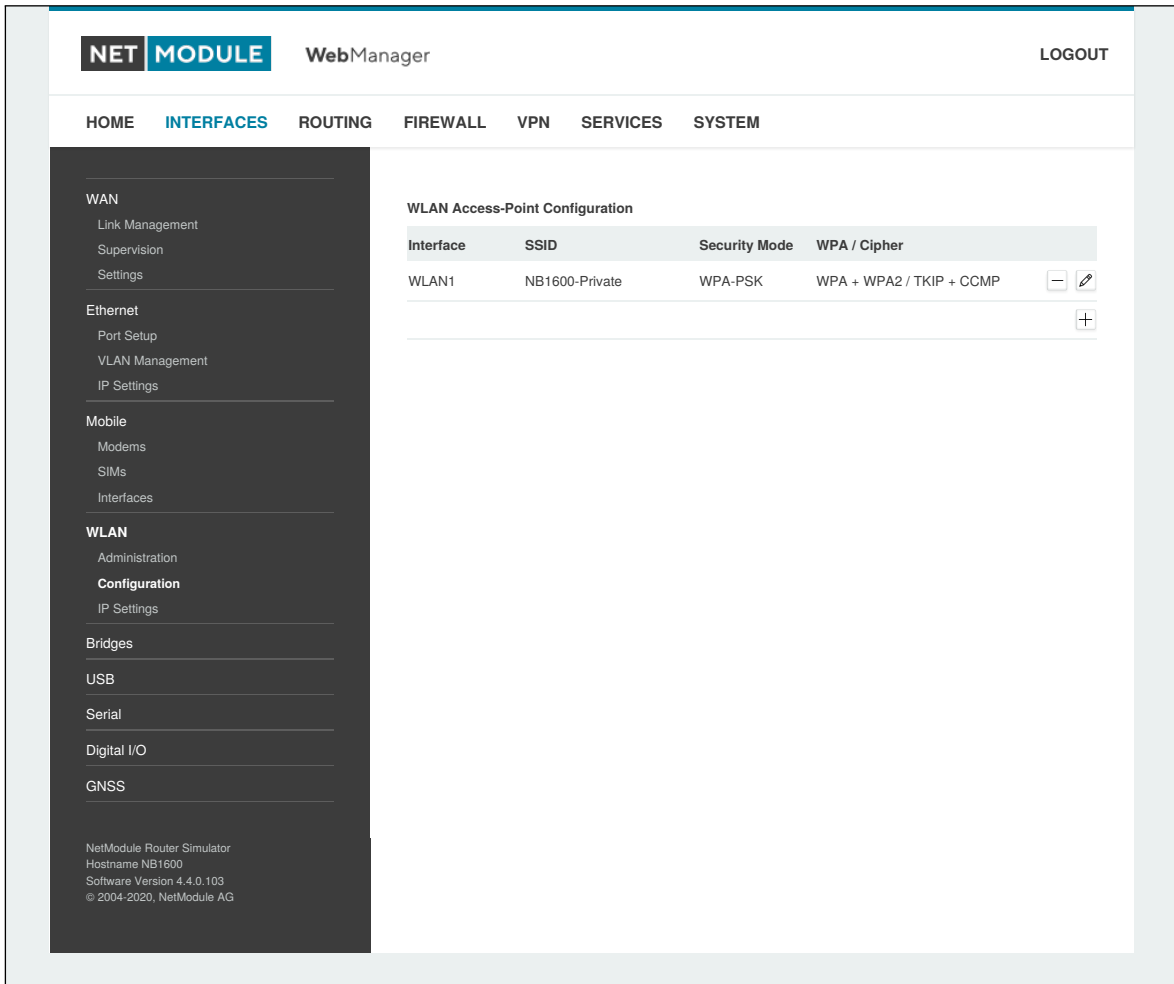 NET MODULE WebManager LOGOUT
HOME INTERFACES ROUTING FIREWALL VPN SERVICES SYSTEM
WAN
Link Management
Supervision
Settings
Ethernet
Port Setup
VLAN Management
IP Settings
Mobile
Modems
SIMs
Interfaces
WLAN
Administration
Configuration
IP Settings
Bridges
USB
Serial
Digital I/O
GNSS
NetModule Router Simulator
Hostname NB1600
Software Version 4.4.0.103
© 2004-2020, NetModule AG
WLAN Access-Point Configuration
Interface SSID Security Mode WPA / Cipher
WLAN1 NB1600-Private WPA-PSK WPA + WPA2 / TKIP + CCMP